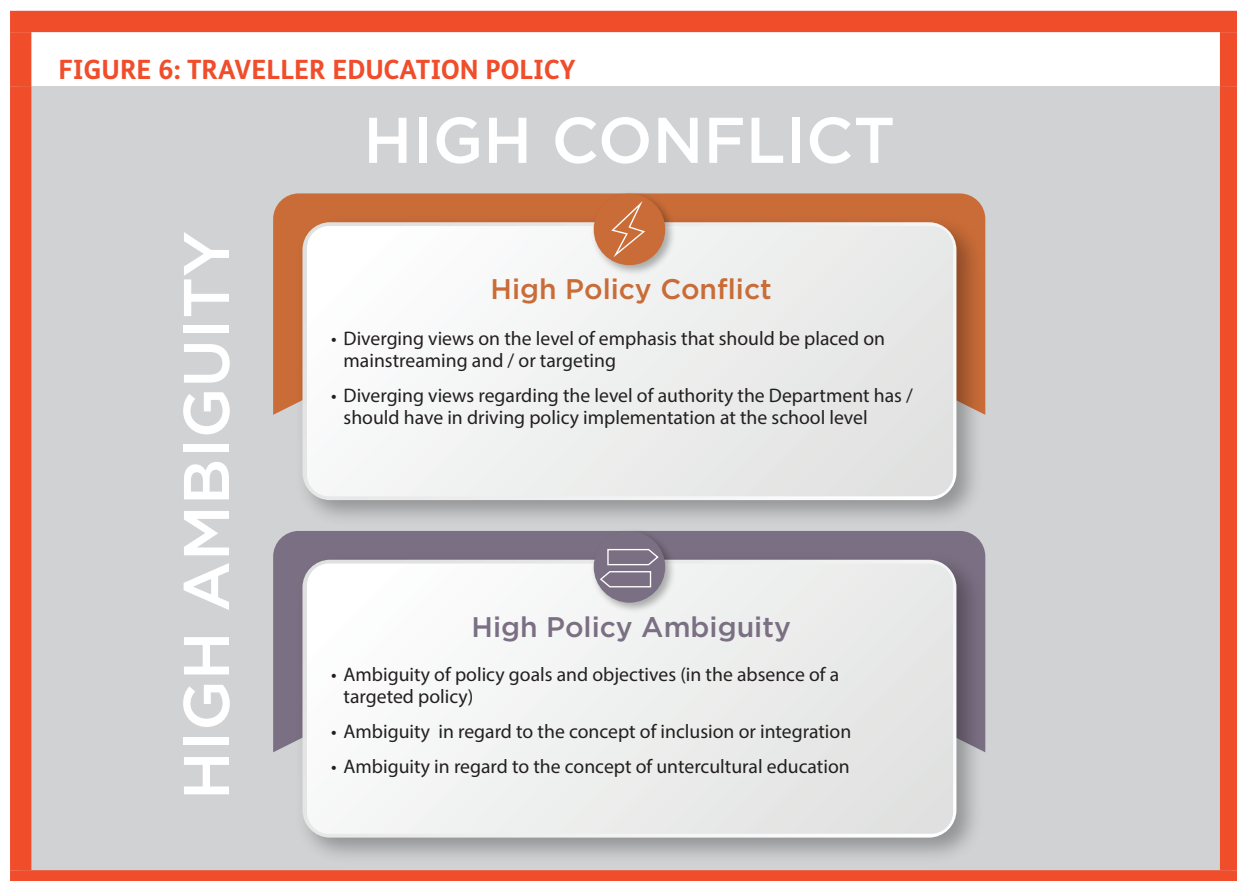 FIGURE 6: TRAVELLER EDUCATION POLICY
HIGH CONFLICT
HIGH AMBIGUITY
High Policy Conflict
• Diverging views on the level of emphasis that should be placed on
mainstreaming and / or targeting
• Diverging views regarding the level of authority the Department has /
should have in driving policy implementation at the school level
High Policy Ambiguity
• Ambiguity of policy goals and objectives (in the absence of a
targeted policy)
• Ambiguity  in regard to the concept of inclusion or integration
• Ambiguity in regard to the concept of untercultural education